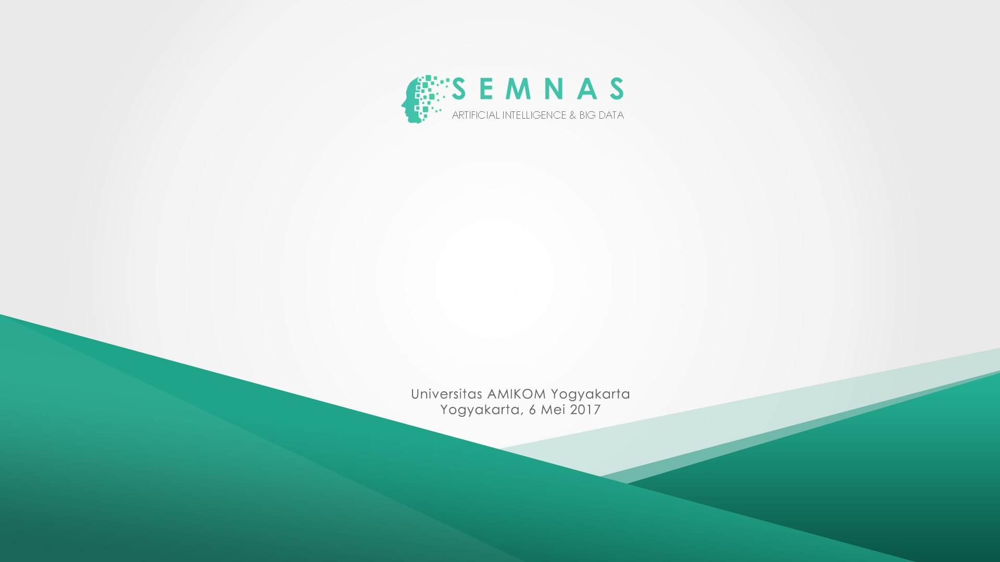 SEMNAS
ARTIFICIAL INTELLIGENCE & BIG DATA
Universitas AMIKOM Yogyakarta
Yogyakarta, 6 Mei 2017